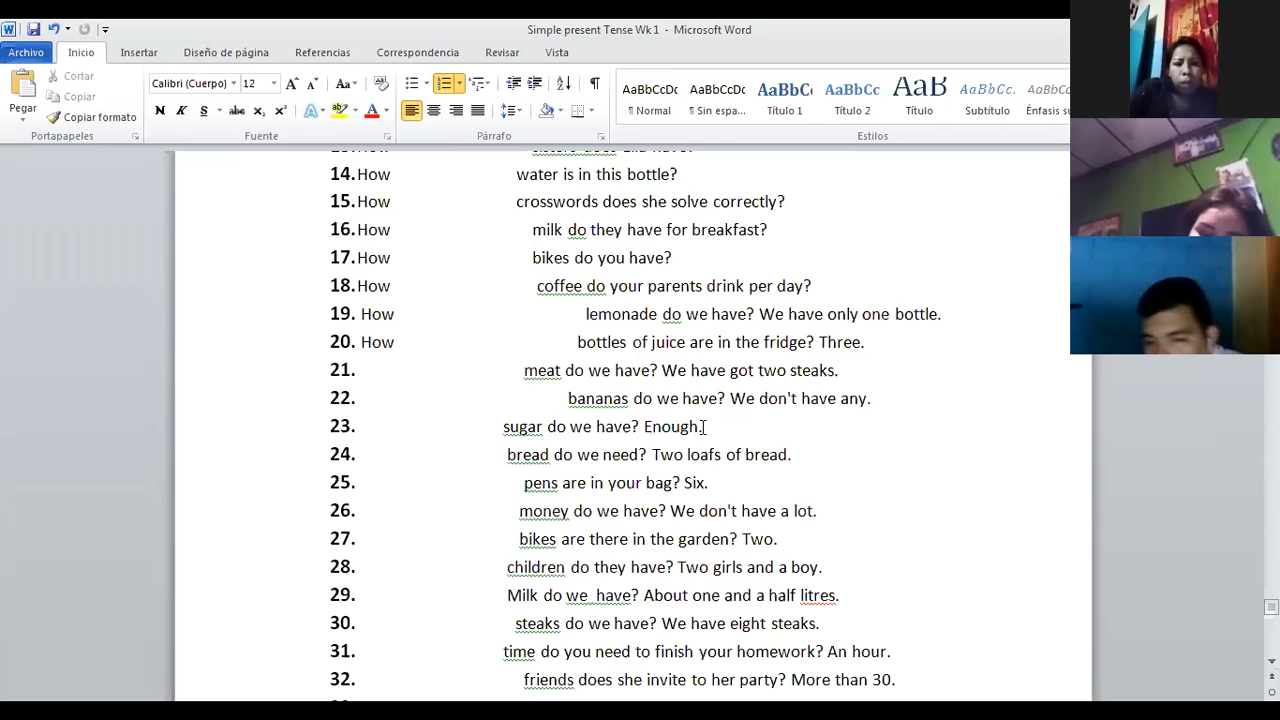 Simple present Tense Wk 1 - Microsoft Word
Archivo Inicio Insertar Diseño de página Referencias Correspondencia Revisar Vista
Pegar
Cortar
Copiar
Copiar formato
Portapapeles
Calibri (Cuerpo) 12
N K S abc x₂ x²
Fuente
Párrafo
AaBbCcDc AaBbCcDc AaBbC AaBbCc AaB AaBbCc AaBbCcDc
¶ Normal ¶ Sin espa... Título 1 Título 2 Título Subtítulo Énfasis su
Estilos
14. How water is in this bottle?
15. How crosswords does she solve correctly?
16. How milk do they have for breakfast?
17. How bikes do you have?
18. How coffee do your parents drink per day?
19. How lemonade do we have? We have only one bottle.
20. How bottles of juice are in the fridge? Three.
21. meat do we have? We have got two steaks.
22. bananas do we have? We don't have any.
23. sugar do we have? Enough.
24. bread do we need? Two loafs of bread.
25. pens are in your bag? Six.
26. money do we have? We don't have a lot.
27. bikes are there in the garden? Two.
28. children do they have? Two girls and a boy.
29. Milk do we have? About one and a half litres.
30. steaks do we have? We have eight steaks.
31. time do you need to finish your homework? An hour.
32. friends does she invite to her party? More than 30.